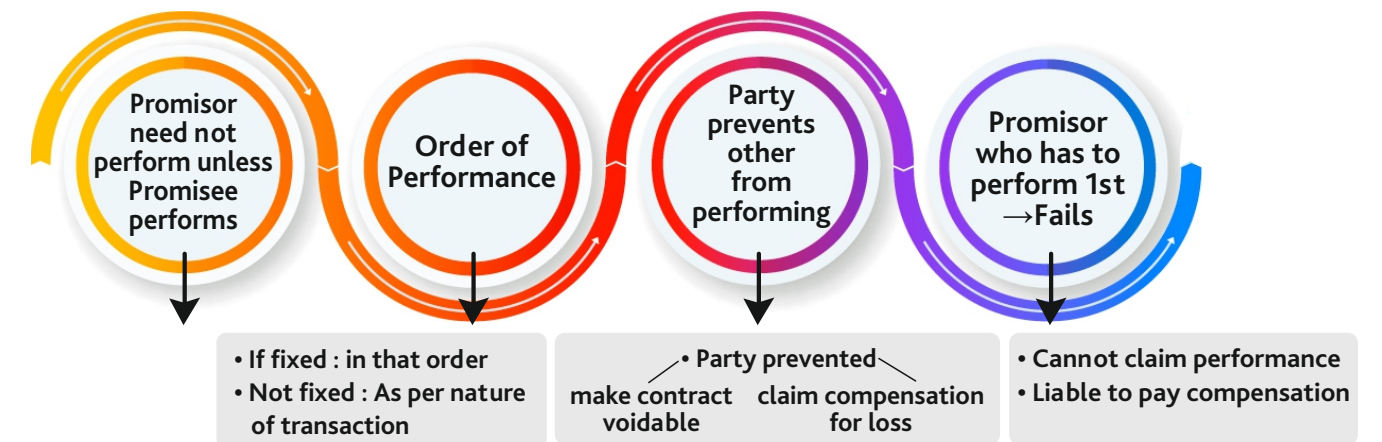 Promisor
need not
perform unless
Promisee
performs
Order of
Performance
Party
prevents
other
from
performing
Promisor
who has to
perform 1st
→Fails
• If fixed : in that order
• Not fixed : As per nature
of transaction
• Party prevented
make contract
voidable
claim compensation
for loss
• Cannot claim performance
• Liable to pay compensation